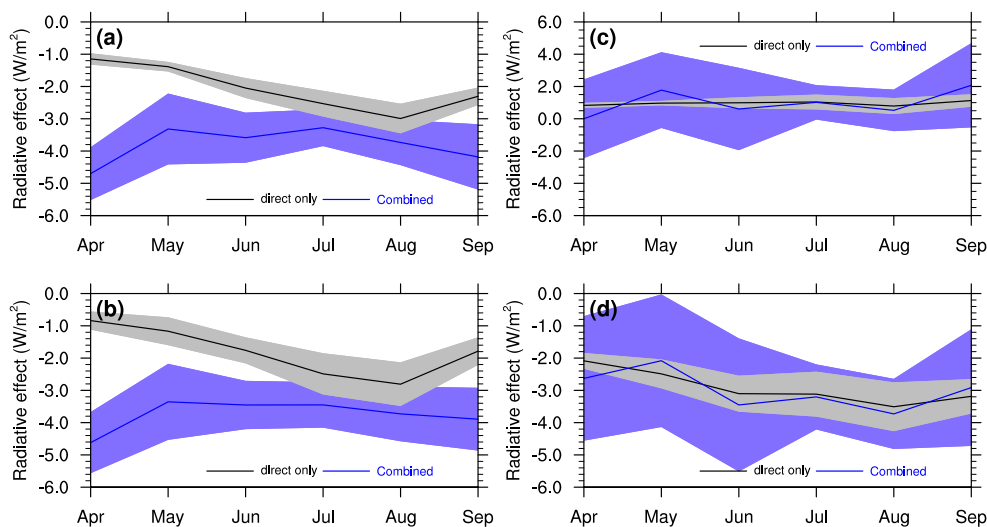 Radiative effect (W/m²)
0.0
-1.0
-2.0
-3.0
-4.0
-5.0
-6.0
(a)
direct only
Combined
Apr May Jun Jul Aug Sep
Radiative effect (W/m²)
6.0
4.0
2.0
0.0
-2.0
-4.0
-6.0
(c)
direct only
Combined
Apr May Jun Jul Aug Sep
Radiative effect (W/m²)
0.0
-1.0
-2.0
-3.0
-4.0
-5.0
-6.0
(b)
direct only
Combined
Apr May Jun Jul Aug Sep
Radiative effect (W/m²)
0.0
-1.0
-2.0
-3.0
-4.0
-5.0
-6.0
(d)
direct only
Combined
Apr May Jun Jul Aug Sep